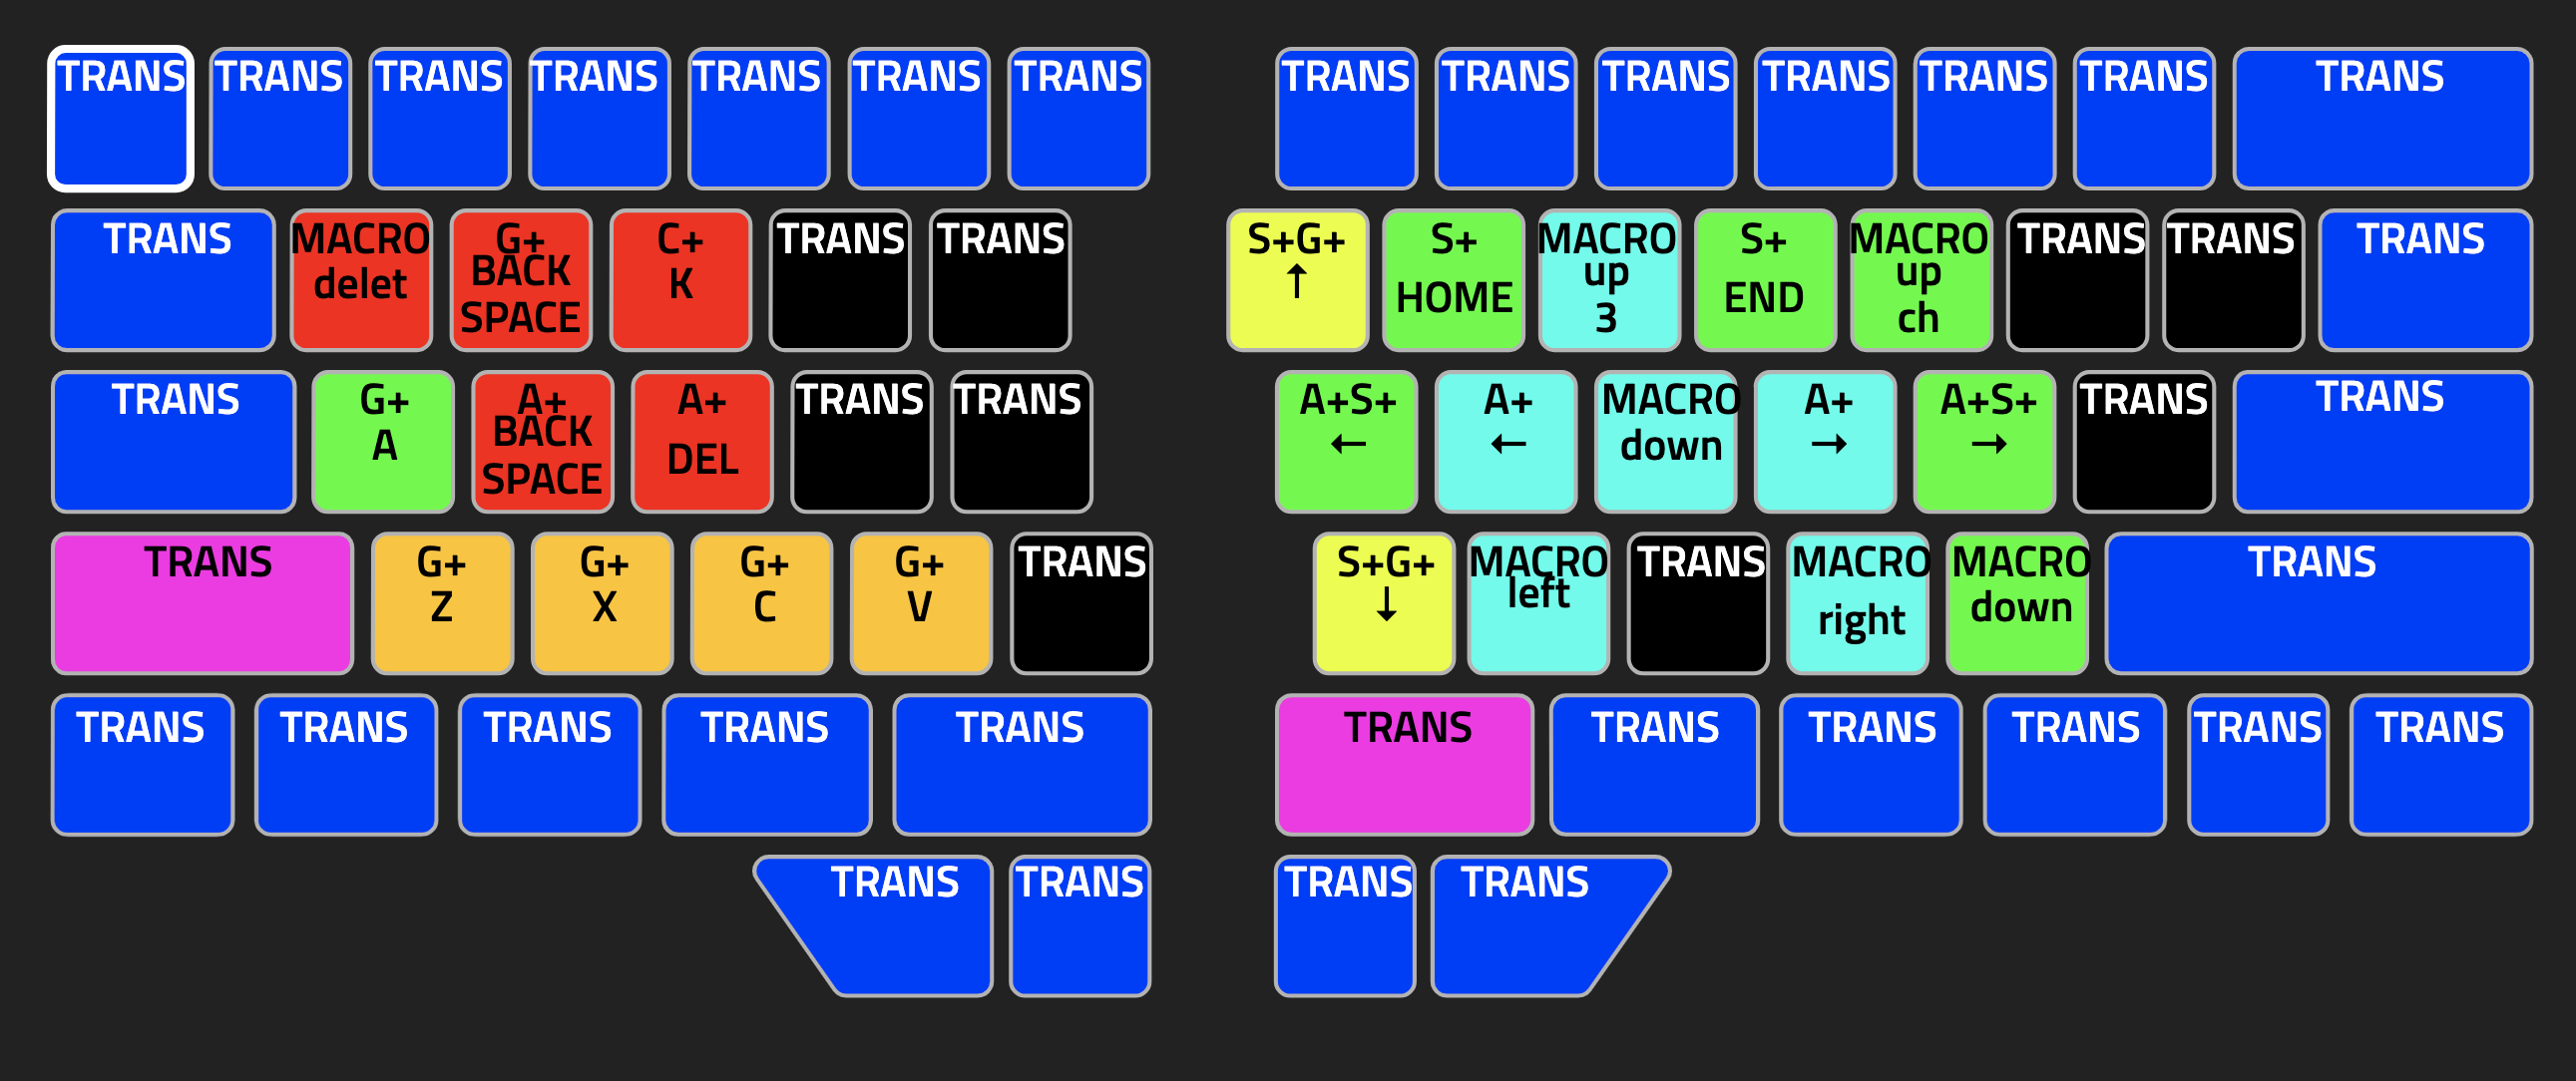 TRANS TRANS TRANS TRANS TRANS TRANS TRANS TRANS TRANS TRANS TRANS TRANS TRANS TRANS
TRANS
MACRO
delet
G+
BACK
SPACE
C+
K
TRANS
TRANS
S+G+
↑
S+
HOME
MACRO
up
3
S+
END
MACRO
up
ch
TRANS
TRANS
TRANS
TRANS
G+
A
A+
BACK
SPACE
A+
DEL
TRANS
TRANS
A+S+
←
A+
←
MACRO
down
A+
→
A+S+
→
TRANS
TRANS
TRANS
G+
Z
G+
X
G+
C
G+
V
TRANS
S+G+
↓
MACRO
left
TRANS
MACRO
right
MACRO
down
TRANS
TRANS TRANS TRANS TRANS TRANS TRANS TRANS TRANS TRANS TRANS TRANS
TRANS TRANS TRANS TRANS